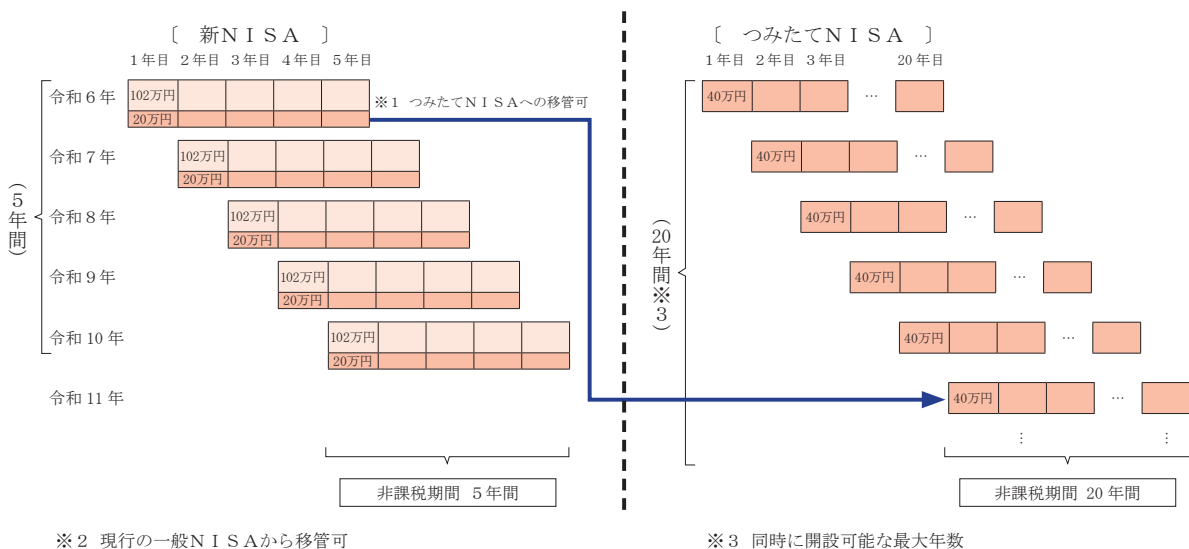 〔 新NISA 〕
1年目 2年目 3年目 4年目 5年目
令和6年
102万円
20万円
※1 つみたてNISAへの移管可
令和7年
102万円
20万円
令和8年
102万円
20万円
令和9年
102万円
20万円
令和10年
102万円
20万円
令和11年
(5年間)
非課税期間 5年間
※2 現行の一般NISAから移管可
〔 つみたてNISA 〕
1年目 2年目 3年目 20年目
40万円 …
40万円 …
40万円 …
40万円 …
40万円 …
40万円 …
⋮ ⋮
(20年間※3)
非課税期間 20年間
※3 同時に開設可能な最大年数